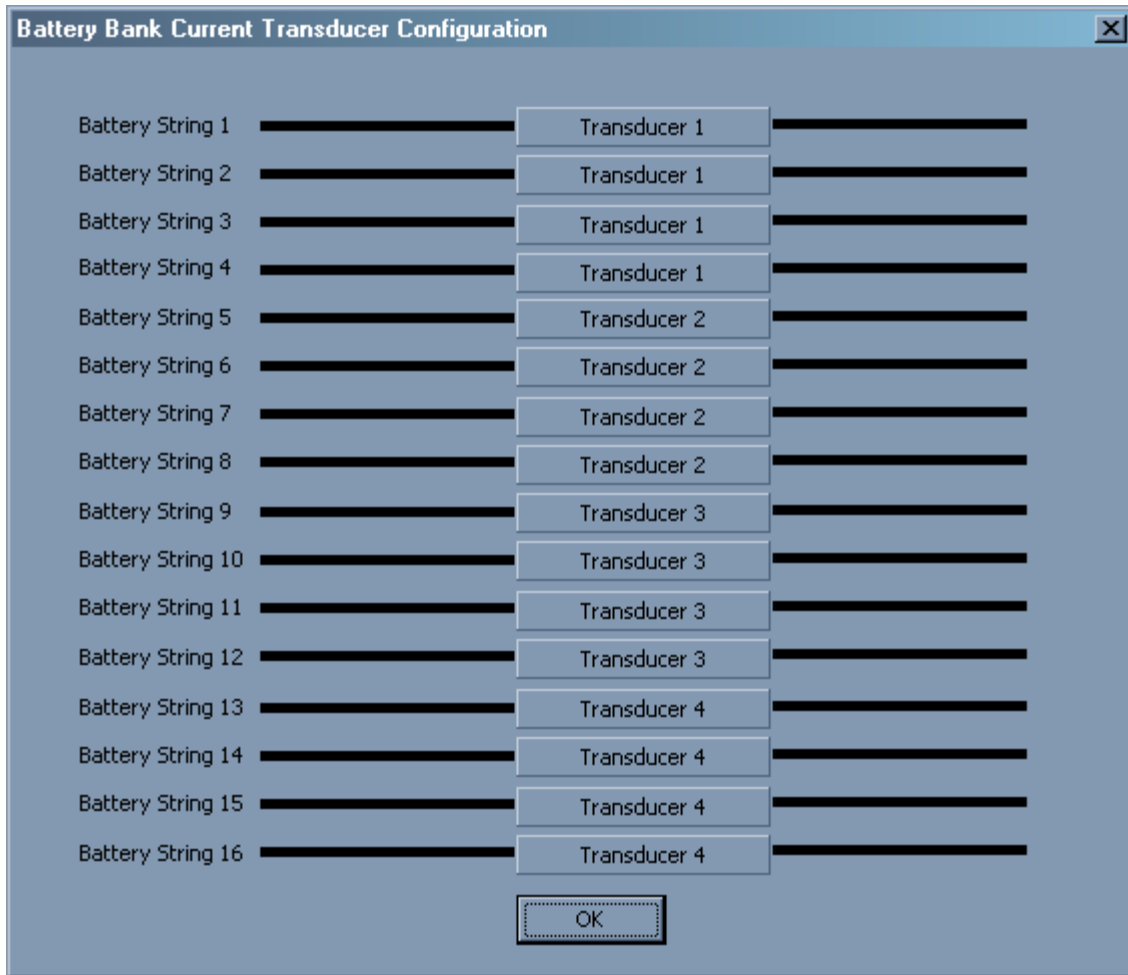 Battery Bank Current Transducer Configuration
Battery String 1 Transducer 1
Battery String 2 Transducer 1
Battery String 3 Transducer 1
Battery String 4 Transducer 1
Battery String 5 Transducer 2
Battery String 6 Transducer 2
Battery String 7 Transducer 2
Battery String 8 Transducer 2
Battery String 9 Transducer 3
Battery String 10 Transducer 3
Battery String 11 Transducer 3
Battery String 12 Transducer 3
Battery String 13 Transducer 4
Battery String 14 Transducer 4
Battery String 15 Transducer 4
Battery String 16 Transducer 4
OK